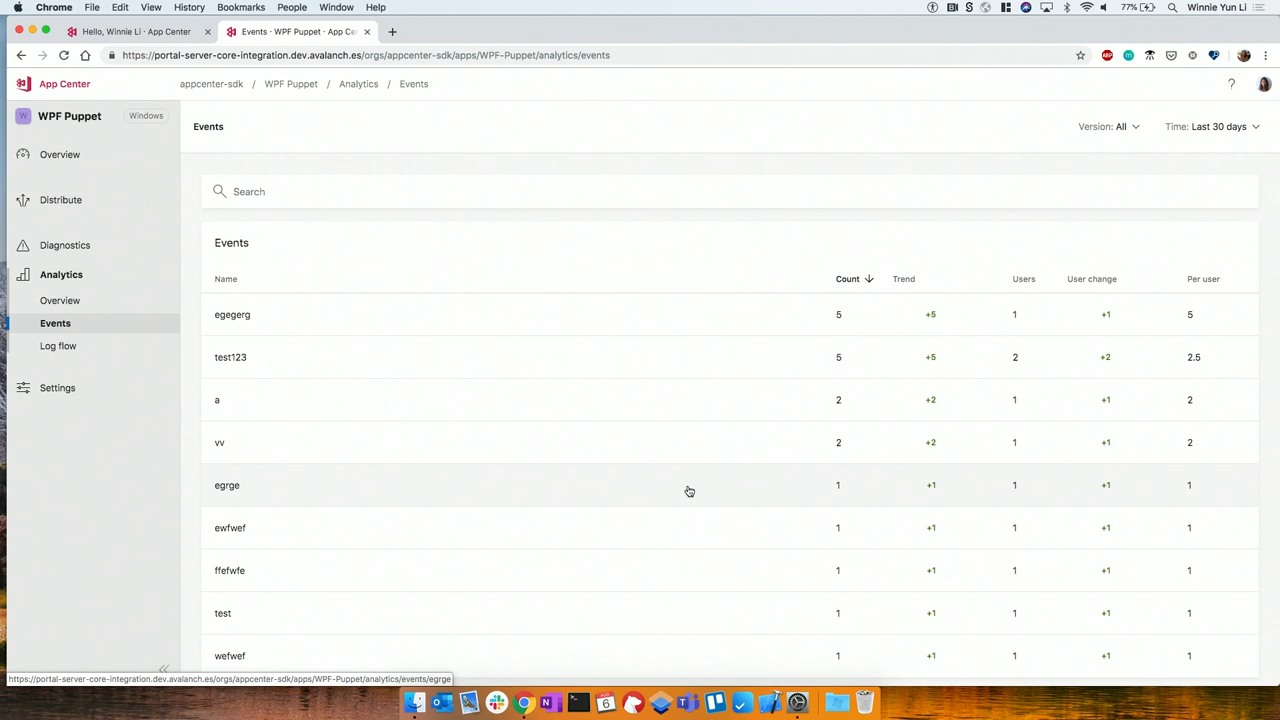 Chrome File Edit View History Bookmarks People Window Help 77% Winnie Yun Li
Hello, Winnie Li · App Center Events · WPF Puppet · App Cen
https://portal-server-core-integration.dev.avalanch.es/orgs/appcenter-sdk/apps/WPF-Puppet/analytics/events
App Center appcenter-sdk / WPF Puppet / Analytics / Events ?
W WPF Puppet Windows
Events Version: All Time: Last 30 days
Overview
Distribute
Diagnostics
Analytics
Overview
Events
Log flow
Settings
Search
Events
Name Count Trend Users User change Per user
egegerg 5 +5 1 +1 5
test123 5 +5 2 +2 2.5
a 2 +2 1 +1 2
vv 2 +2 1 +1 2
egrge 1 +1 1 +1 1
ewfwef 1 +1 1 +1 1
ffefwfe 1 +1 1 +1 1
test 1 +1 1 +1 1
wefwef 1 +1 1 +1 1
https://portal-server-core-integration.dev.avalanch.es/orgs/appcenter-sdk/apps/WPF-Puppet/analytics/events/egrge
6